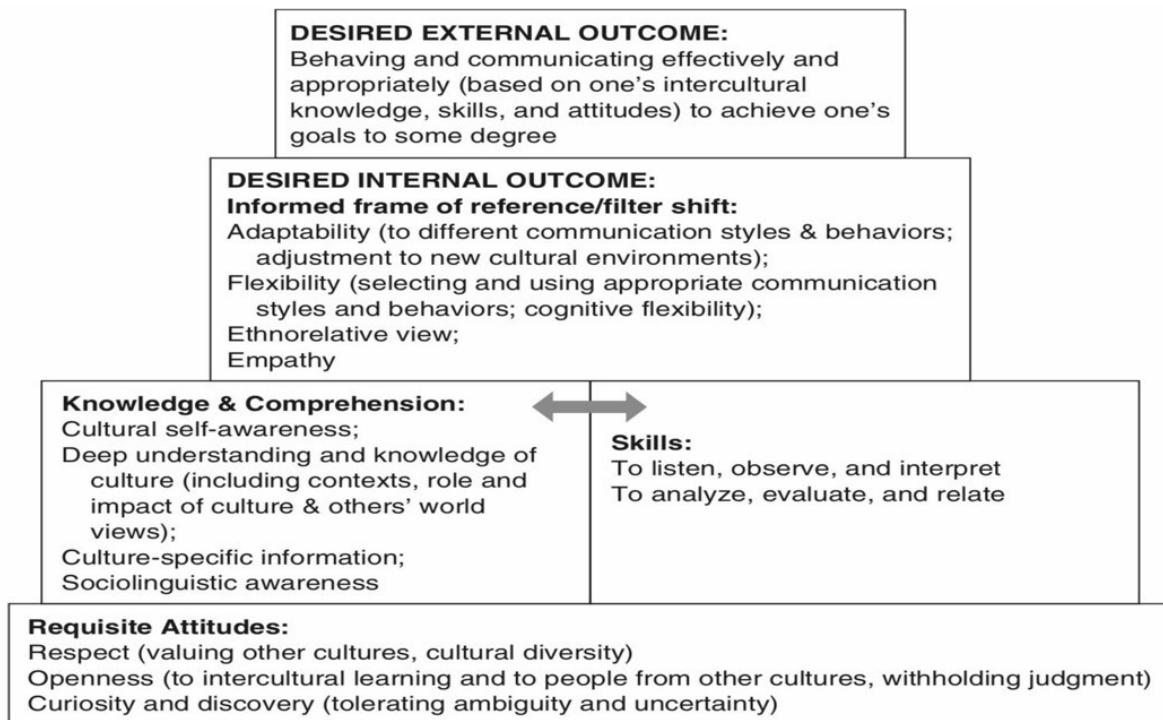 DESIRED EXTERNAL OUTCOME:
Behaving and communicating effectively and
appropriately (based on one’s intercultural
knowledge, skills, and attitudes) to achieve one’s
goals to some degree
DESIRED INTERNAL OUTCOME:
Informed frame of reference/filter shift:
Adaptability (to different communication styles & behaviors;
adjustment to new cultural environments);
Flexibility (selecting and using appropriate communication
styles and behaviors; cognitive flexibility);
Ethnorelative view;
Empathy
Knowledge & Comprehension:
Cultural self-awareness;
Deep understanding and knowledge of
culture (including contexts, role and
impact of culture & others’ world
views);
Culture-specific information;
Sociolinguistic awareness
Skills:
To listen, observe, and interpret
To analyze, evaluate, and relate
Requisite Attitudes:
Respect (valuing other cultures, cultural diversity)
Openness (to intercultural learning and to people from other cultures, withholding judgment)
Curiosity and discovery (tolerating ambiguity and uncertainty)